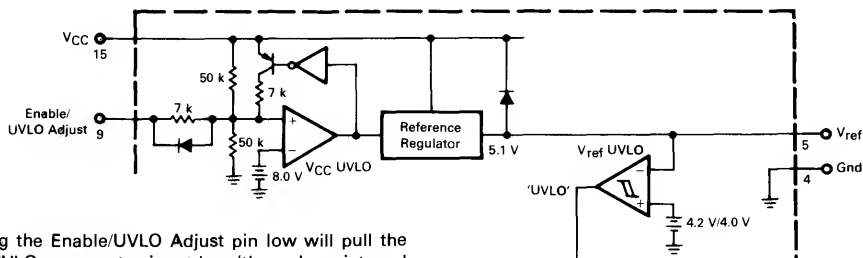 VCC
15
50 k
7 k
Enable/
UVLO Adjust
9
7 k
50 k
+
−
8.0 V
VCC UVLO
Reference
Regulator
5.1 V
Vref UVLO
'UVLO'
−
+
4.2 V/4.0 V
Vref
5
Gnd
4
g the Enable/UVLO Adjust pin low will pull the